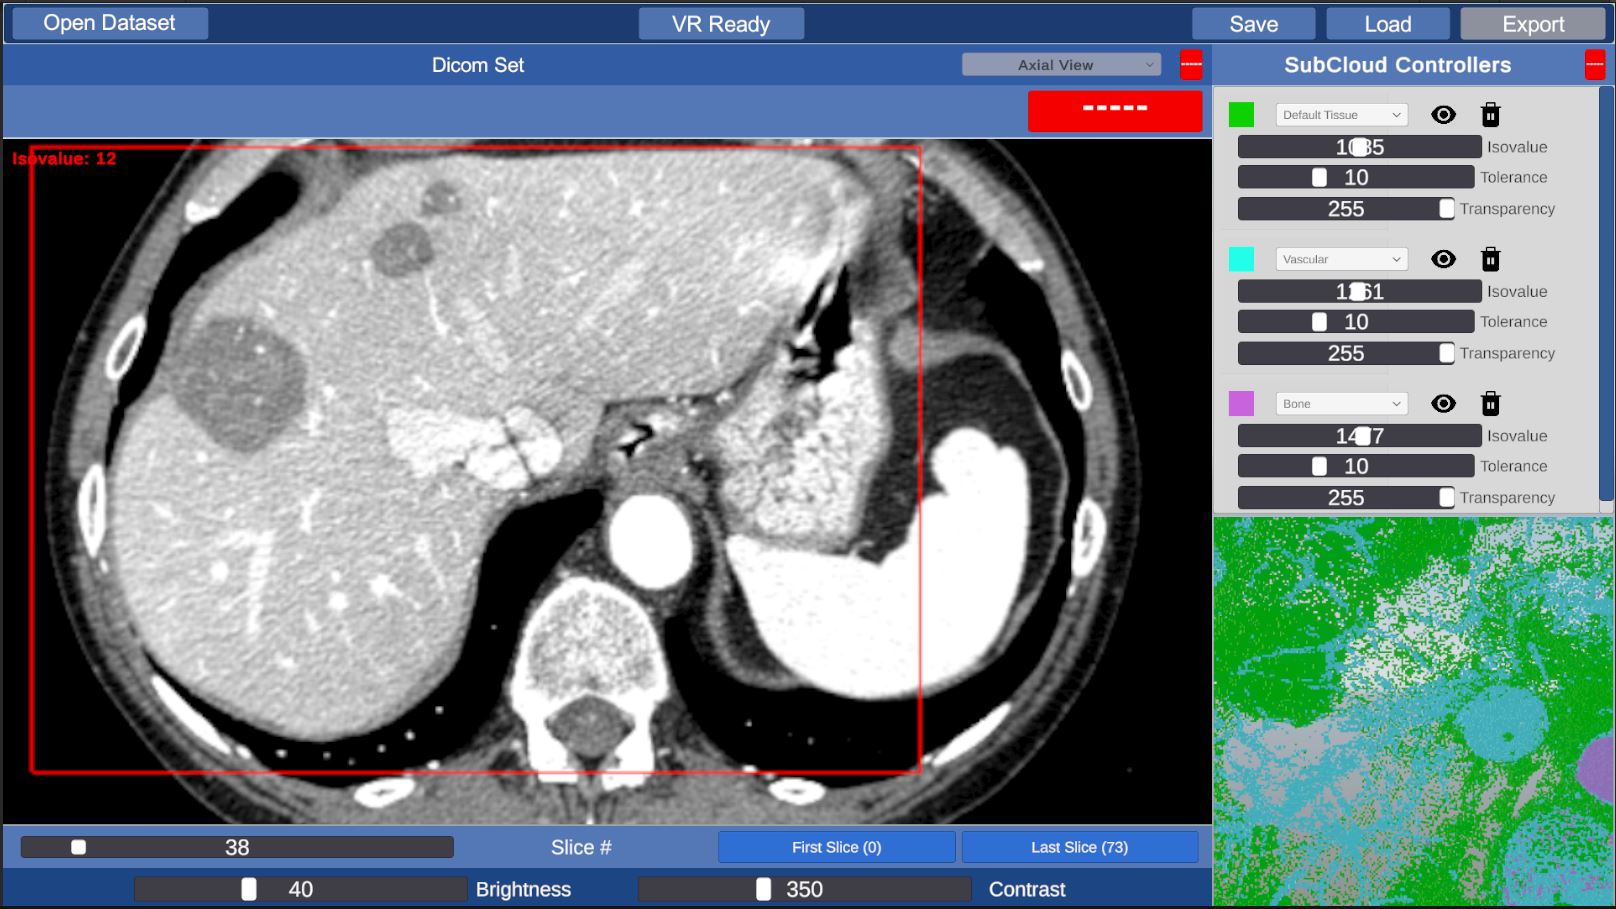 Open Dataset
VR Ready
Save
Load
Export
Dicom Set
Axial View
-----
SubCloud Controllers
-----
-----
Isovalue: 12
Default Tissue
Isovalue
10
Tolerance
255
Transparency
Vascular
Isovalue
10
Tolerance
255
Transparency
Bone
Isovalue
10
Tolerance
255
Transparency
38
Slice #
First Slice (0)
Last Slice (73)
40
Brightness
350
Contrast